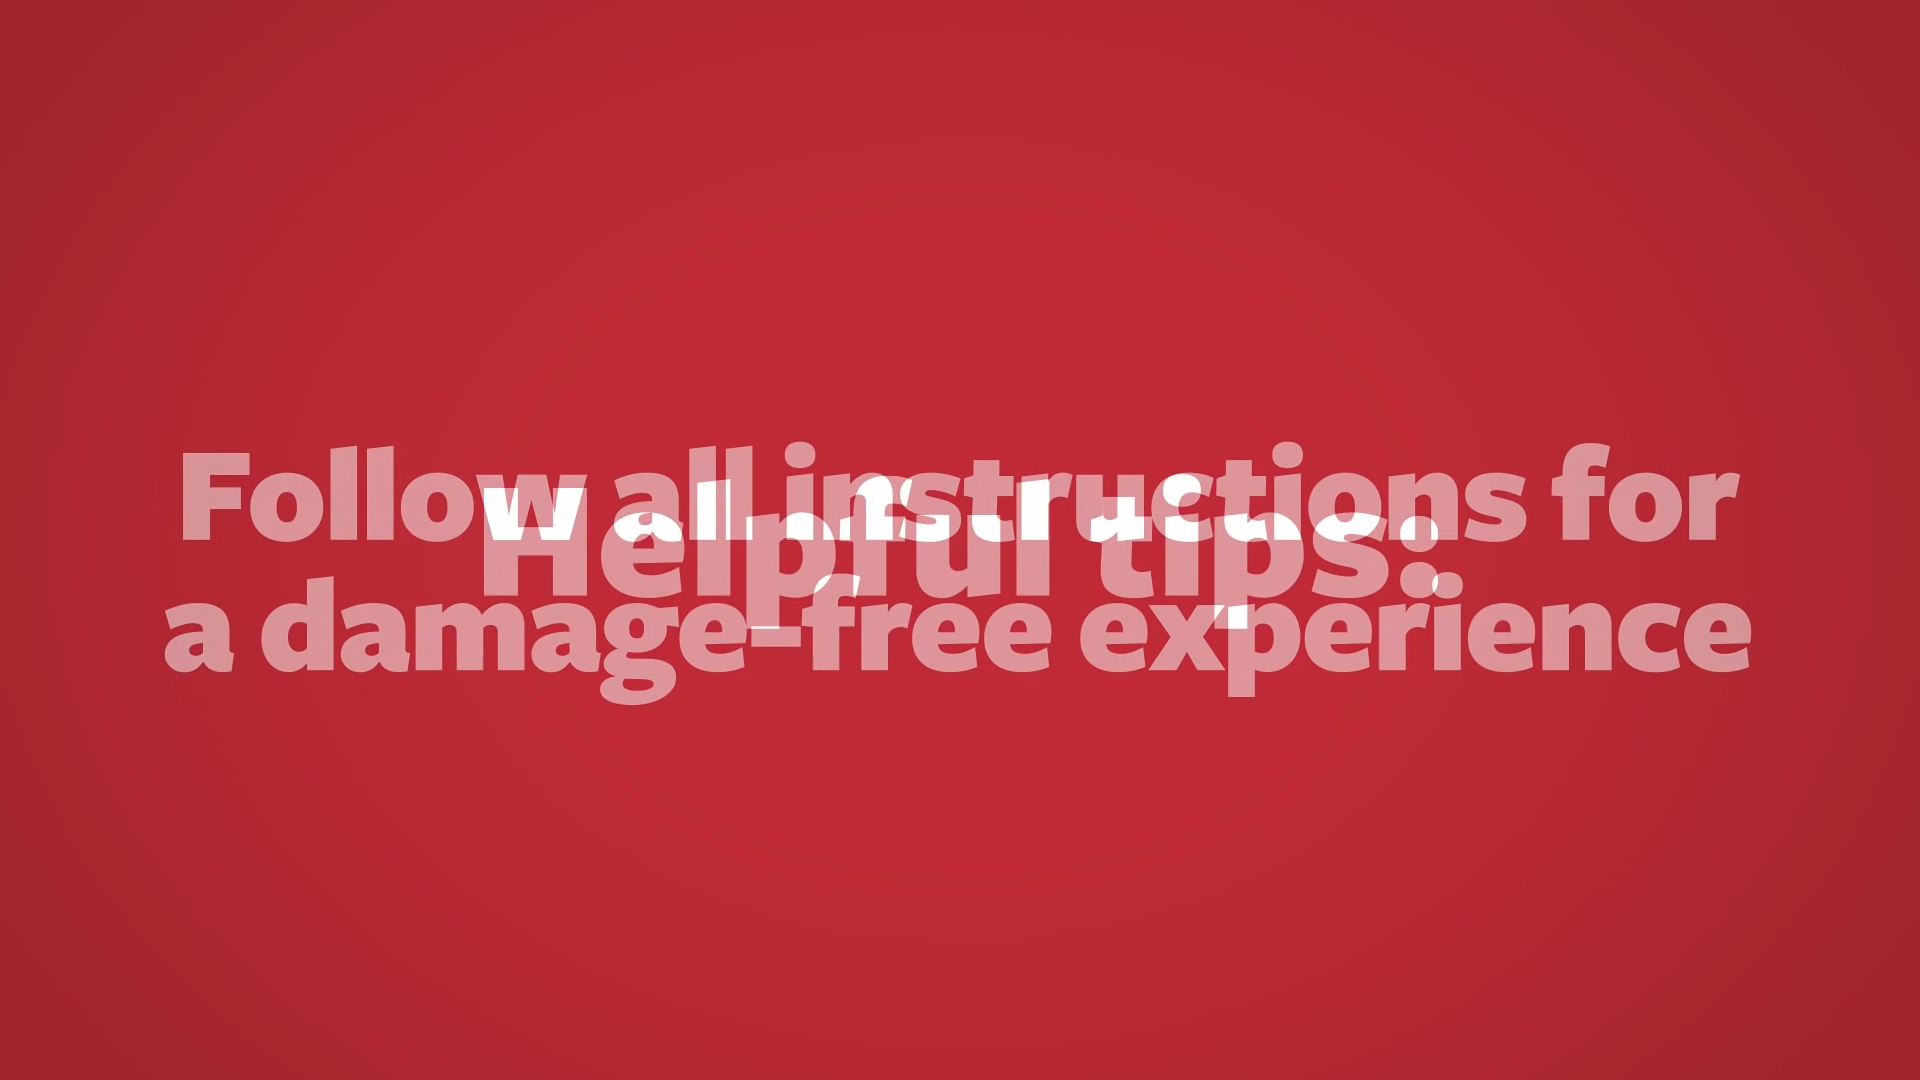 Follow all instructions for
a damage-free experience
Helpful tips: